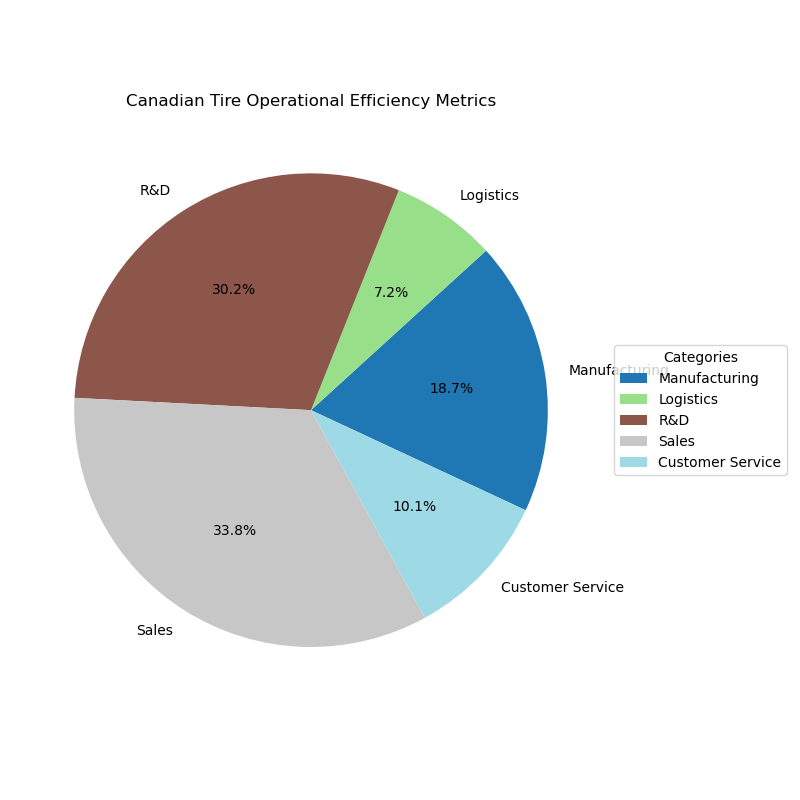 Canadian Tire Operational Efficiency Metrics
R&D
Logistics
30.2%
7.2%
Manufacturing
18.7%
Categories
Manufacturing
Logistics
R&D
Sales
Customer Service
10.1%
33.8%
Customer Service
Sales